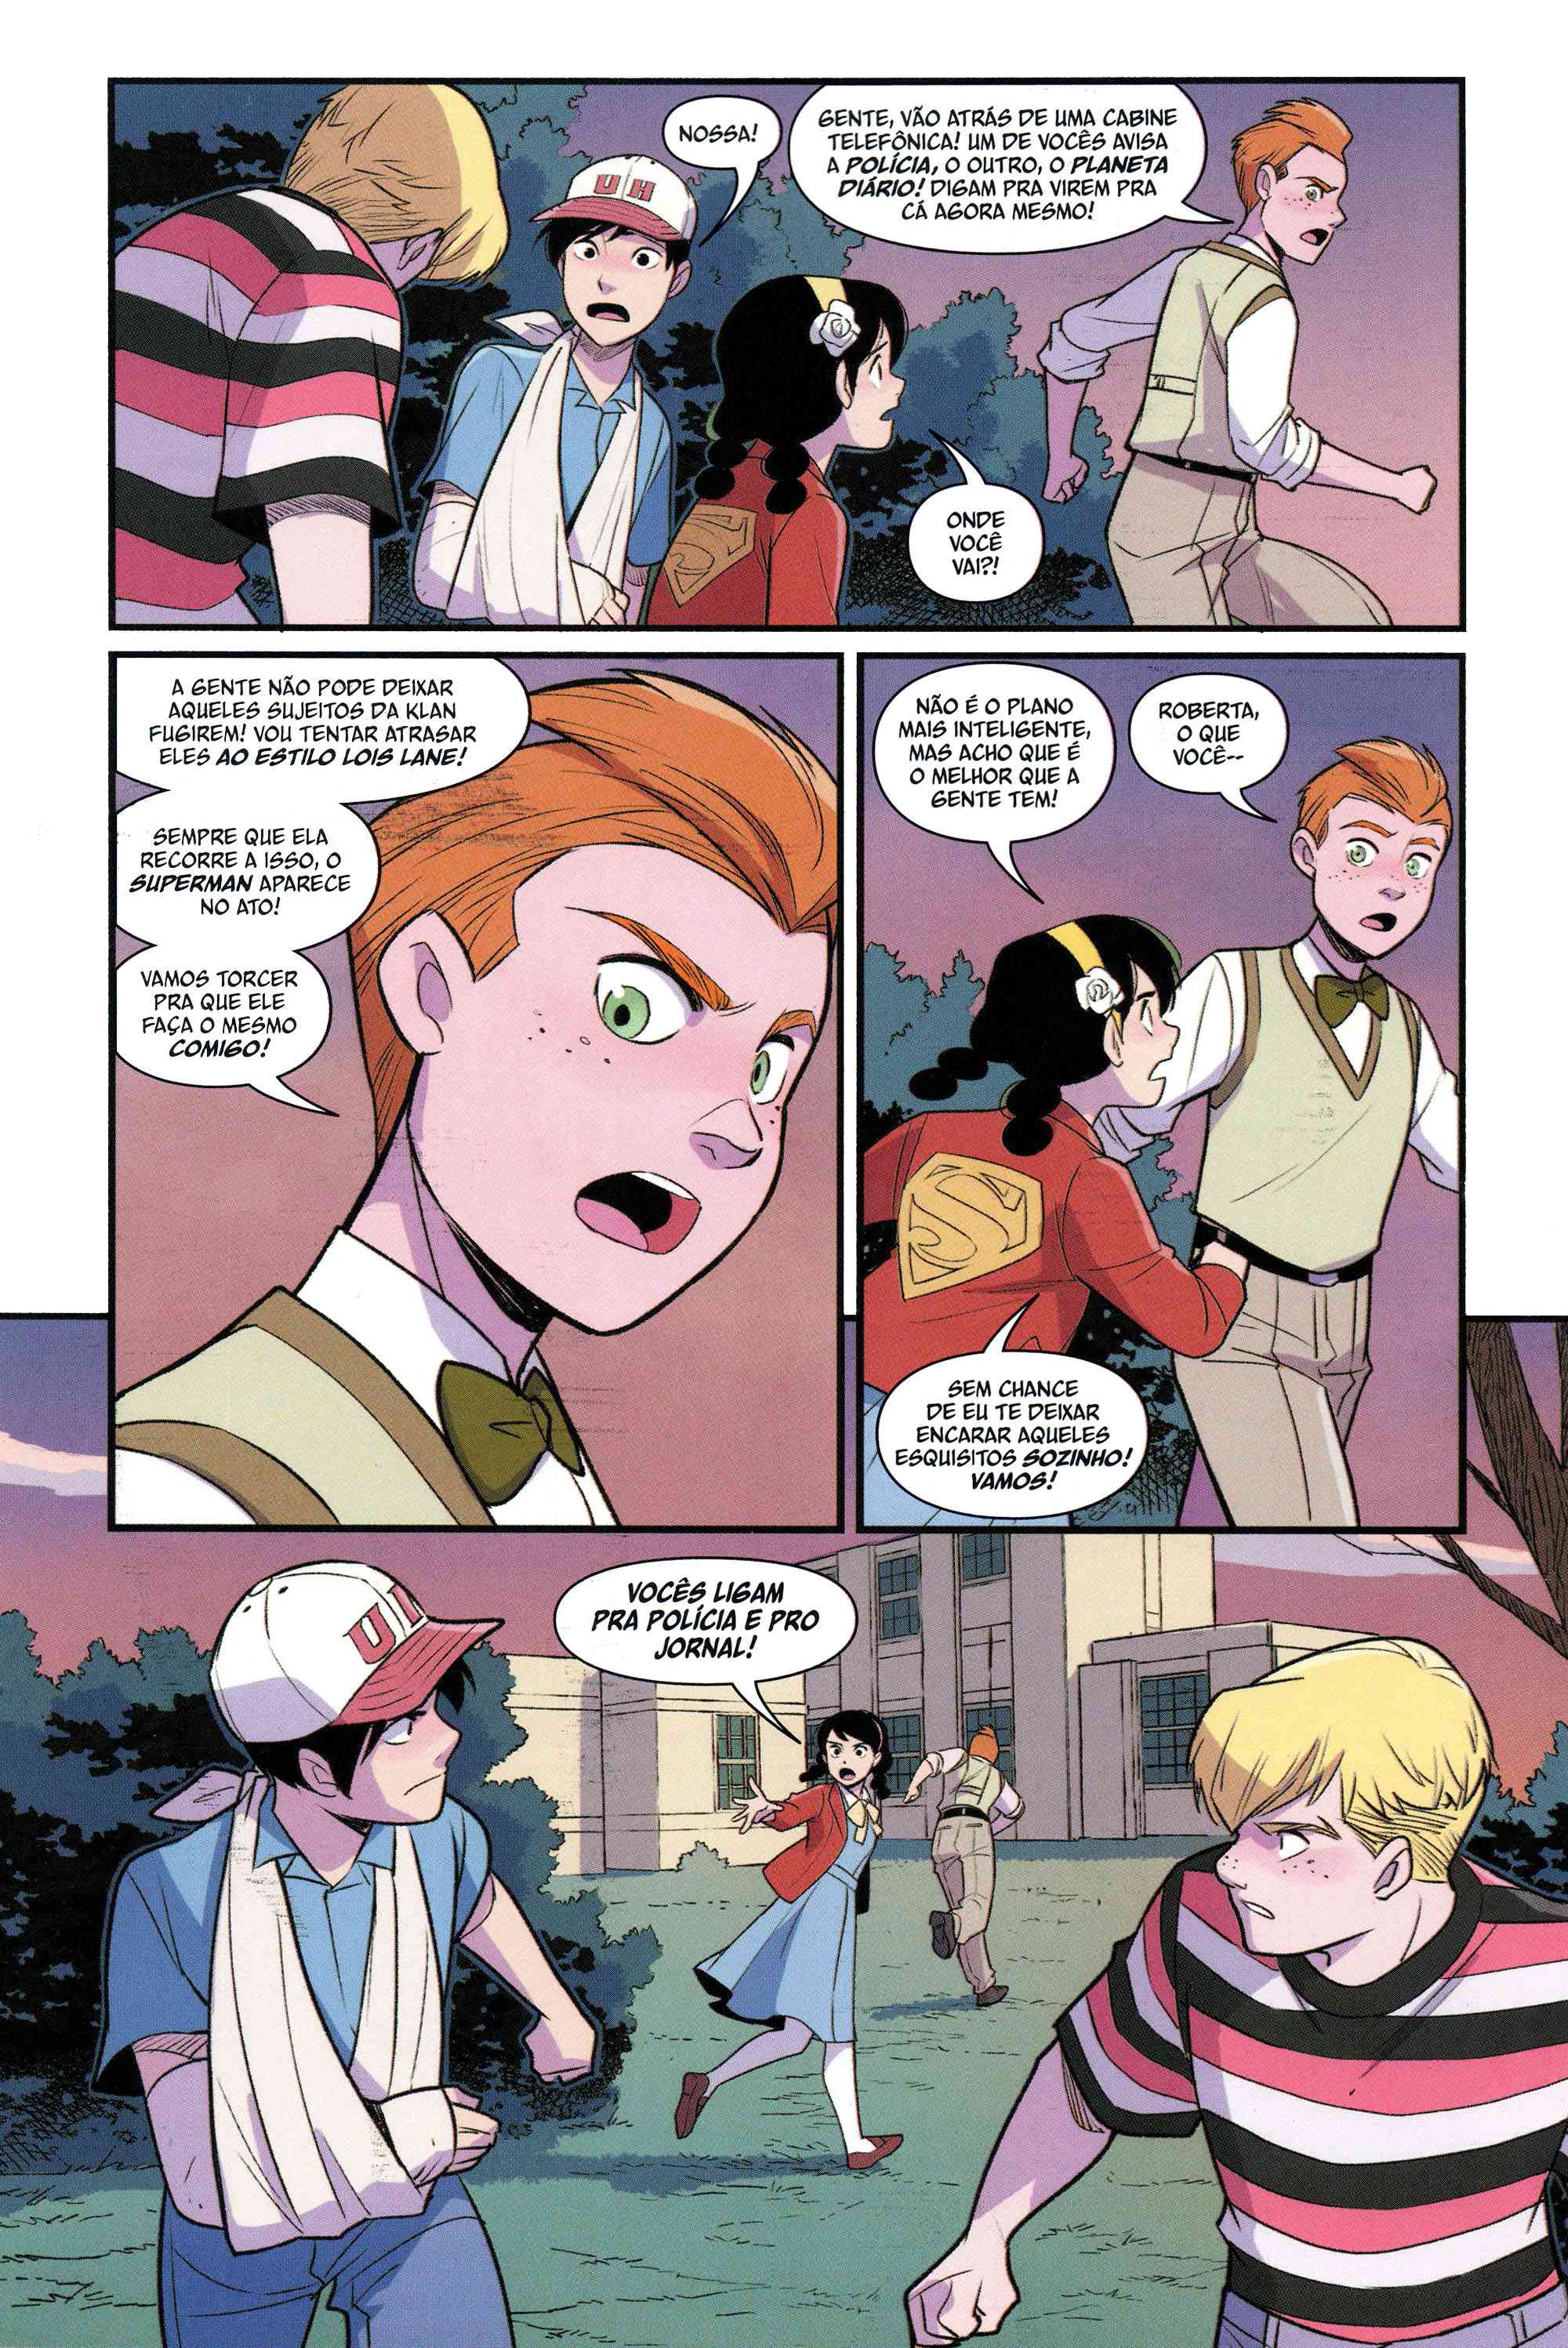 NOSSA!
GENTE, VÃO ATRÁS DE UMA CABINE
TELEFÔNICA! UM DE VOCÊS AVISA
A POLÍCIA, O OUTRO, O PLANETA
DIÁRIO! DIGAM PRA VIREM PRA
CÁ AGORA MESMO!
UH
ONDE
VOCÊ
VAI?!
A GENTE NÃO PODE DEIXAR
AQUELES SUJEITOS DA KLAN
FUGIREM! VOU TENTAR ATRASAR
ELES AO ESTILO LOIS LANE!
SEMPRE QUE ELA
RECORRE A ISSO, O
SUPERMAN APARECE
NO ATO!
VAMOS TORCER
PRA QUE ELE
FAÇA O MESMO
COMIGO!
NÃO É O PLANO
MAIS INTELIGENTE,
MAS ACHO QUE É
O MELHOR QUE A
GENTE TEM!
ROBERTA,
O QUE
VOCÊ--
S
SEM CHANCE
DE EU TE DEIXAR
ENCARAR AQUELES
ESQUISITOS SOZINHO!
VAMOS!
VOCÊS LIGAM
PRA POLÍCIA E PRO
JORNAL!
U